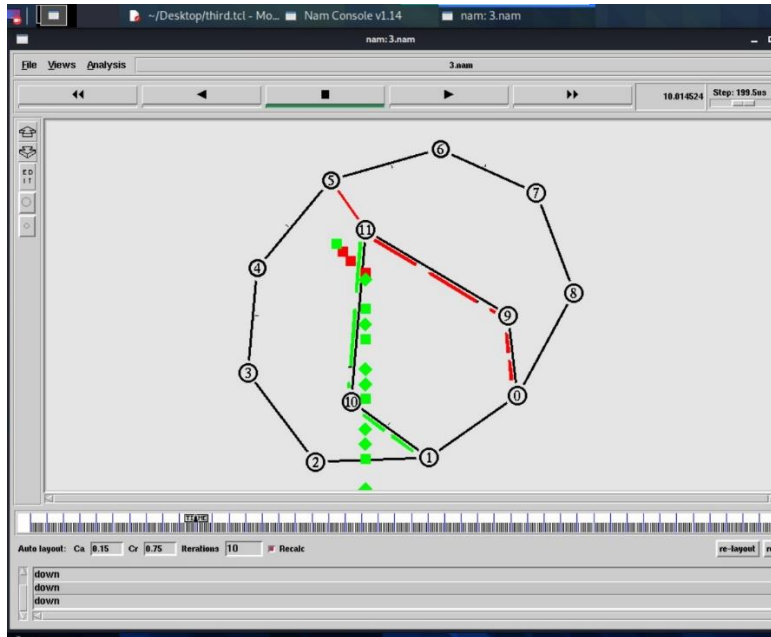 ~/Desktop/third.tcl - Mo...
Nam Console v1.14
nam: 3.nam
nam: 3.nam
File Views Analysis
3.nam
10.014524
Step: 199.5us
ED
IT
6
5
7
11
4
8
9
3
10
0
2
1
TIME
Auto layout: Ca 0.15 Cr 0.75 Iterations 10 Recalc
re-layout
down
down
down